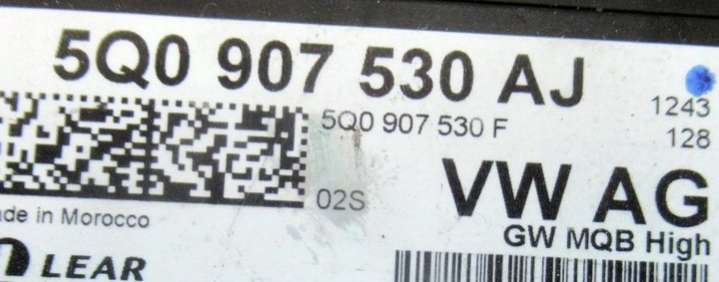 5Q0 907 530 AJ
1243
128
5Q0 907 530 F
02S
VW AG
GW MQB High
ade in Morocco
LEAR